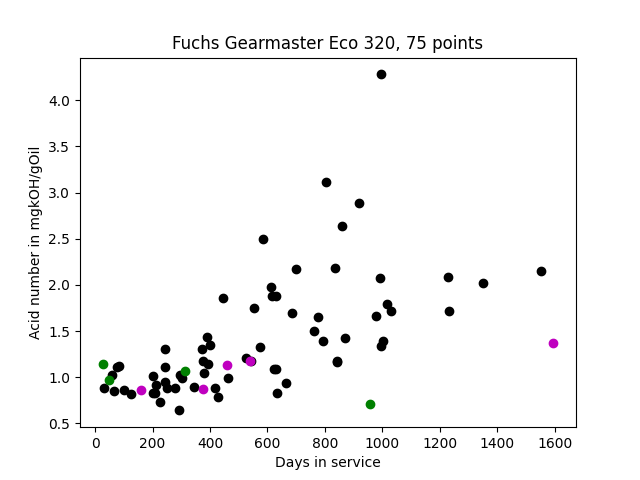 Fuchs Gearmaster Eco 320, 75 points
Acid number in mgkOH/gOil
4.0
3.5
3.0
2.5
2.0
1.5
1.0
0.5
0 200 400 600 800 1000 1200 1400 1600
Days in service